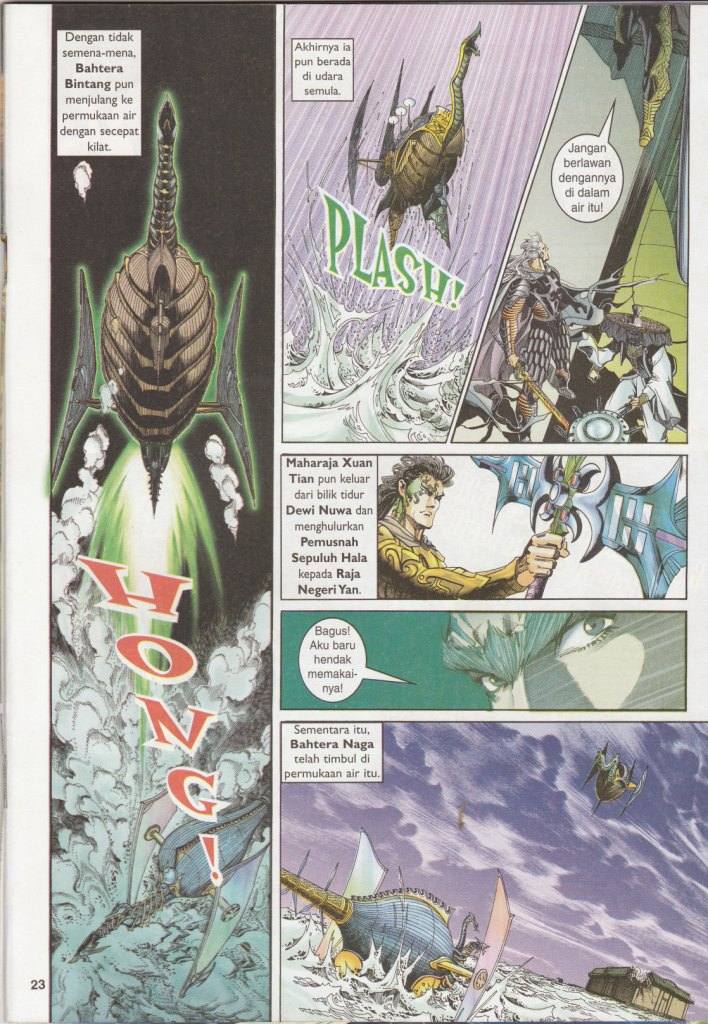 Dengan tidak
semena-mena,
Bahtera
Bintang pun
menjulang ke
permukaan air
dengan secepat
kilat.
HONG!
Akhirnya ia
pun berada
di udara
semula.
PLASH!
Jangan
berlawan
dengannya
di dalam
air itu!
Maharaja Xuan
Tian pun keluar
dari bilik tidur
Dewi Nuwa dan
menghulurkan
Pemusnah
Sepuluh Hala
kepada Raja
Negeri Yan.
Bagus!
Aku baru
hendak
memakai-
nya!
Sementara itu,
Bahtera Naga
telah timbul di
permukaan air itu.
23